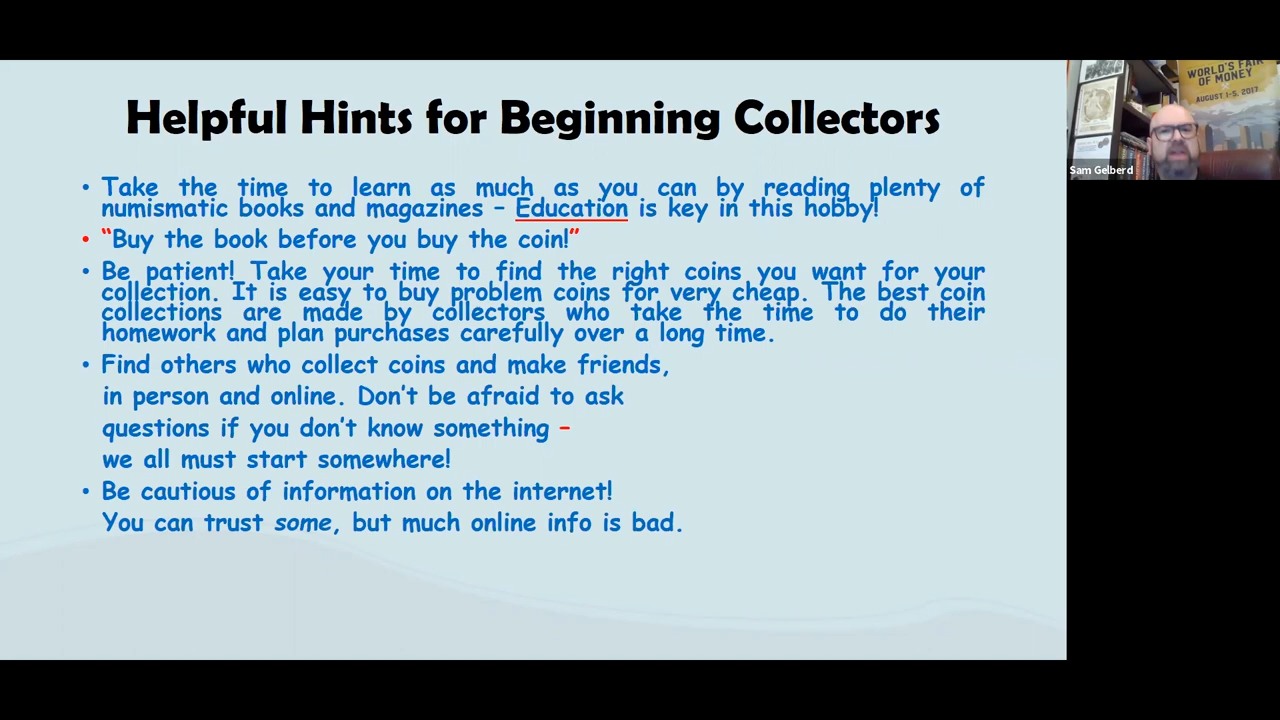 Helpful Hints for Beginning Collectors
• Take the time to learn as much as you can by reading plenty of
numismatic books and magazines – Education is key in this hobby!
• “Buy the book before you buy the coin!”
• Be patient! Take your time to find the right coins you want for your
collection. It is easy to buy problem coins for very cheap. The best coin
collections are made by collectors who take the time to do their
homework and plan purchases carefully over a long time.
• Find others who collect coins and make friends,
in person and online. Don’t be afraid to ask
questions if you don’t know something –
we all must start somewhere!
• Be cautious of information on the internet!
You can trust some, but much online info is bad.
WORLD'S FAIR
OF MONEY
AUGUST 1-5, 2017
Sam Gelberd